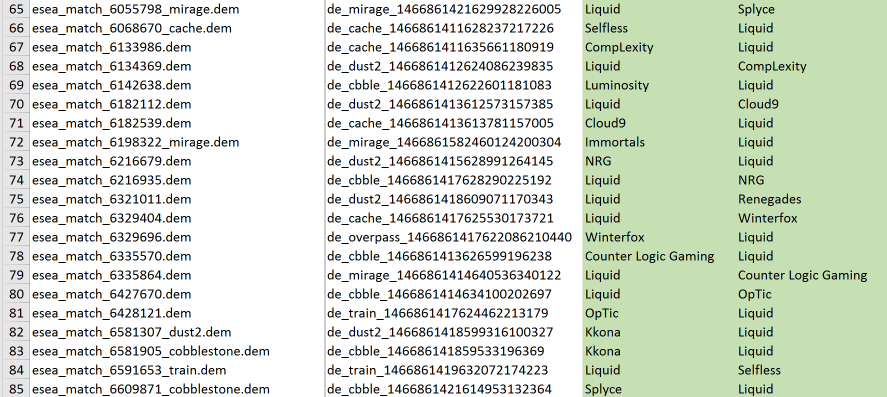 65 esea_match_6055798_mirage.dem de_mirage_1466861421629928226005 Liquid Splyce
66 esea_match_6068670_cache.dem de_cache_1466861411628237217226 Selfless Liquid
67 esea_match_6133986.dem de_cache_1466861411635661180919 CompLexity Liquid
68 esea_match_6134369.dem de_dust2_1466861412624086239835 Liquid CompLexity
69 esea_match_6142638.dem de_cbble_1466861412622601181083 Luminosity Liquid
70 esea_match_6182112.dem de_dust2_1466861413612573157385 Liquid Cloud9
71 esea_match_6182539.dem de_cache_1466861413613781157005 Cloud9 Liquid
72 esea_match_6198322_mirage.dem de_mirage_1466861582460124200304 Immortals Liquid
73 esea_match_6216679.dem de_dust2_1466861415628991264145 NRG Liquid
74 esea_match_6216935.dem de_cbble_1466861417628290225192 Liquid NRG
75 esea_match_6321011.dem de_dust2_1466861418609071170343 Liquid Renegades
76 esea_match_6329404.dem de_cache_1466861417625530173721 Liquid Winterfox
77 esea_match_6329696.dem de_overpass_1466861417622086210440 Winterfox Liquid
78 esea_match_6335570.dem de_cbble_1466861413626599196238 Counter Logic Gaming Liquid
79 esea_match_6335864.dem de_mirage_1466861414640536340122 Liquid Counter Logic Gaming
80 esea_match_6427670.dem de_cbble_1466861414634100202697 Liquid OpTic
81 esea_match_6428121.dem de_train_1466861417624462213179 OpTic Liquid
82 esea_match_6581307_dust2.dem de_dust2_1466861418599316100327 Kkona Liquid
83 esea_match_6581905_cobblestone.dem de_cbble_146686141859533196369 Kkona Liquid
84 esea_match_6591653_train.dem de_train_1466861419632072174223 Liquid Selfless
85 esea_match_6609871_cobblestone.dem de_cbble_1466861421614953132364 Splyce Liquid